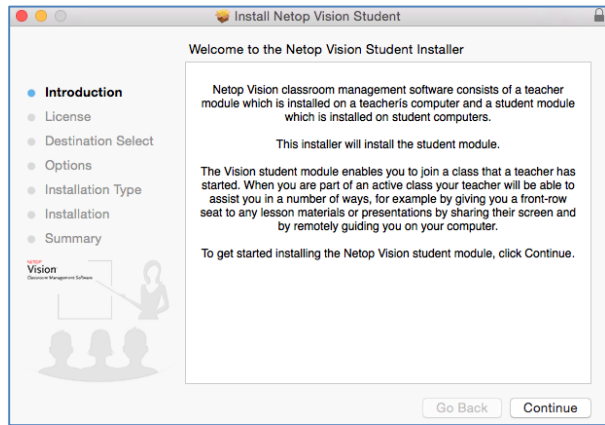 Install Netop Vision Student
Welcome to the Netop Vision Student Installer
Introduction
License
Destination Select
Options
Installation Type
Installation
Summary
Netop Vision classroom management software consists of a teacher
module which is installed on a teacheris computer and a student module
which is installed on student computers.
This installer will install the student module.
The Vision student module enables you to join a class that a teacher has
started. When you are part of an active class your teacher will be able to
assist you in a number of ways, for example by giving you a front-row
seat to any lesson materials or presentations by sharing their screen and
by remotely guiding you on your computer.
To get started installing the Netop Vision student module, click Continue.
NETOP
Vision
Classroom Management Software
Go Back
Continue